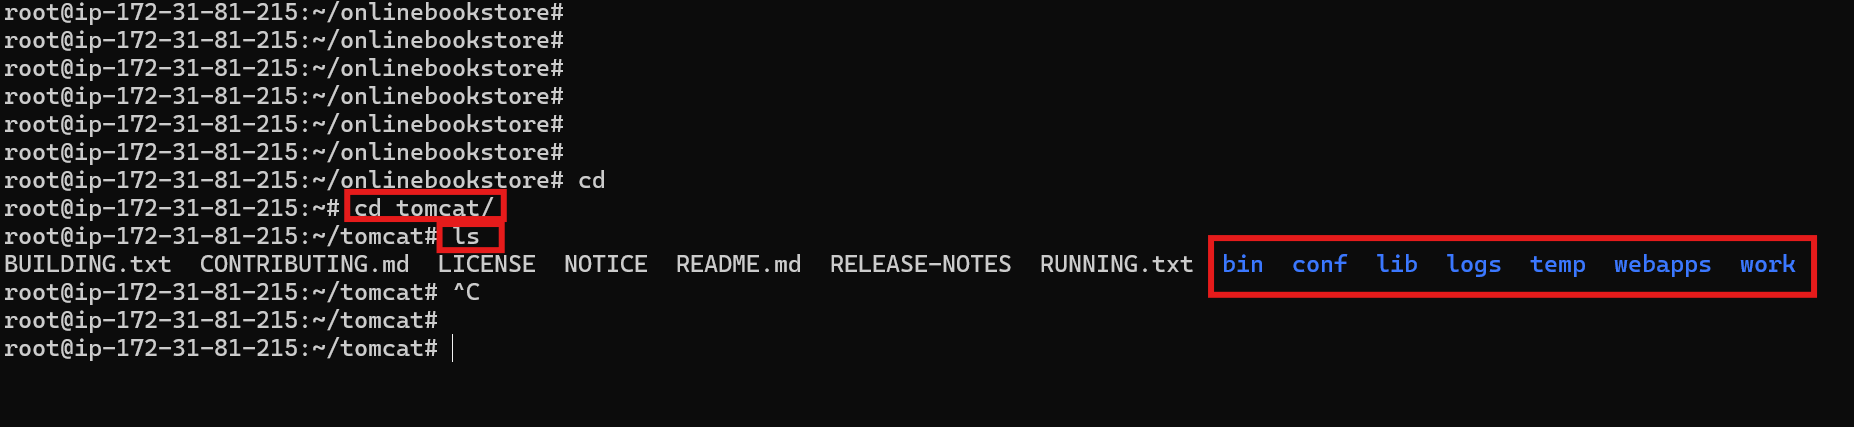 root@ip-172-31-81-215:~/onlinebookstore#
root@ip-172-31-81-215:~/onlinebookstore#
root@ip-172-31-81-215:~/onlinebookstore#
root@ip-172-31-81-215:~/onlinebookstore#
root@ip-172-31-81-215:~/onlinebookstore#
root@ip-172-31-81-215:~/onlinebookstore#
root@ip-172-31-81-215:~/onlinebookstore# cd
root@ip-172-31-81-215:~# cd tomcat/
root@ip-172-31-81-215:~/tomcat# ls
BUILDING.txt  CONTRIBUTING.md  LICENSE  NOTICE  README.md  RELEASE-NOTES  RUNNING.txt  bin  conf  lib  logs  temp  webapps  work
root@ip-172-31-81-215:~/tomcat# ^C
root@ip-172-31-81-215:~/tomcat#
root@ip-172-31-81-215:~/tomcat#